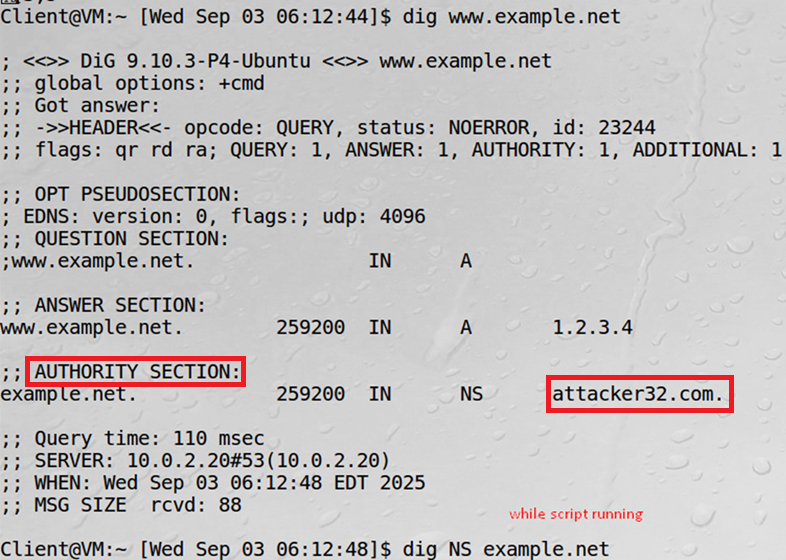 Client@VM:~ [Wed Sep 03 06:12:44]$ dig www.example.net
; <<>> DiG 9.10.3-P4-Ubuntu <<>> www.example.net
;; global options: +cmd
;; Got answer:
;; ->>HEADER<<- opcode: QUERY, status: NOERROR, id: 23244
;; flags: qr rd ra; QUERY: 1, ANSWER: 1, AUTHORITY: 1, ADDITIONAL: 1
;; OPT PSEUDOSECTION:
; EDNS: version: 0, flags:; udp: 4096
;; QUESTION SECTION:
;www.example.net. IN A
;; ANSWER SECTION:
www.example.net. 259200 IN A 1.2.3.4
;; AUTHORITY SECTION:
example.net. 259200 IN NS attacker32.com.
;; Query time: 110 msec
;; SERVER: 10.0.2.20#53(10.0.2.20)
;; WHEN: Wed Sep 03 06:12:48 EDT 2025
;; MSG SIZE rcvd: 88
while script running
Client@VM:~ [Wed Sep 03 06:12:48]$ dig NS example.net